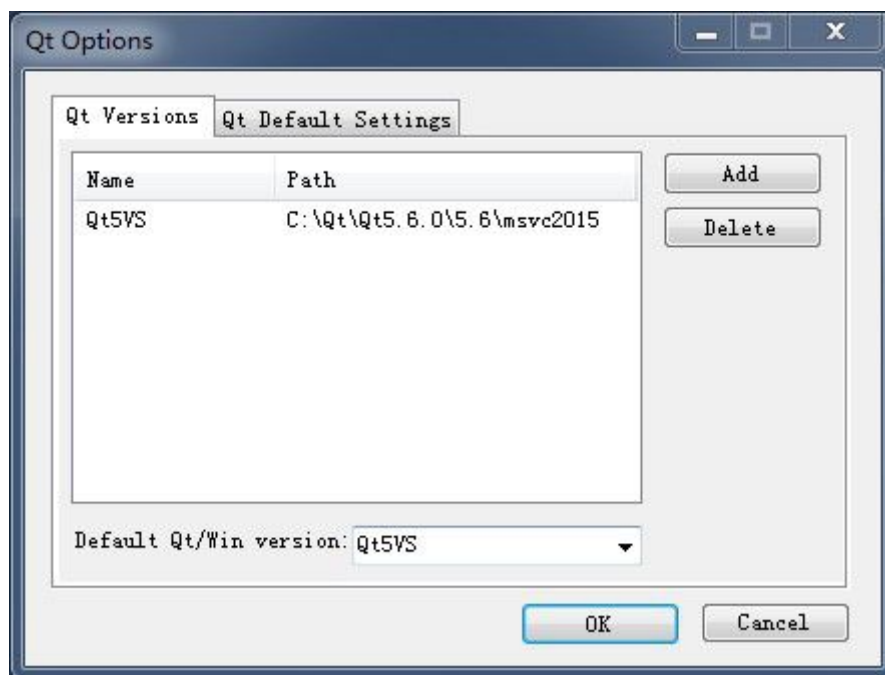 Qt Options
Qt Versions Qt Default Settings
Name Path Add
Qt5VS C:\Qt\Qt5.6.0\5.6\msvc2015 Delete
Default Qt/Win version: Qt5VS
OK Cancel